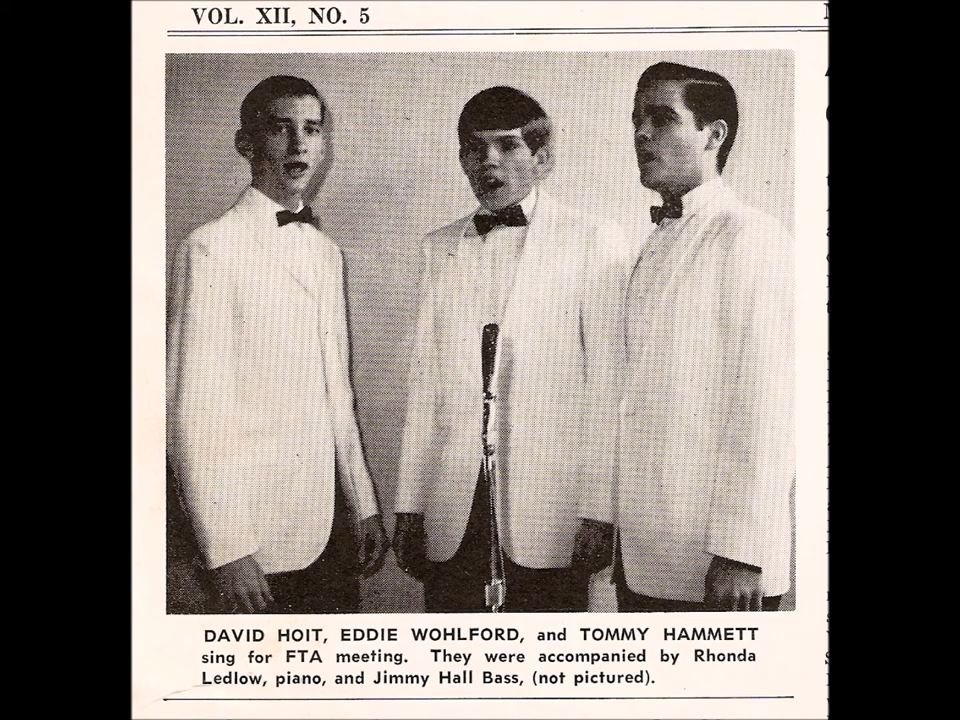 VOL. XII, NO. 5
DAVID HOIT, EDDIE WOHLFORD, and TOMMY HAMMETT
sing for FTA meeting. They were accompanied by Rhonda
Ledlow, piano, and Jimmy Hall Bass, (not pictured).